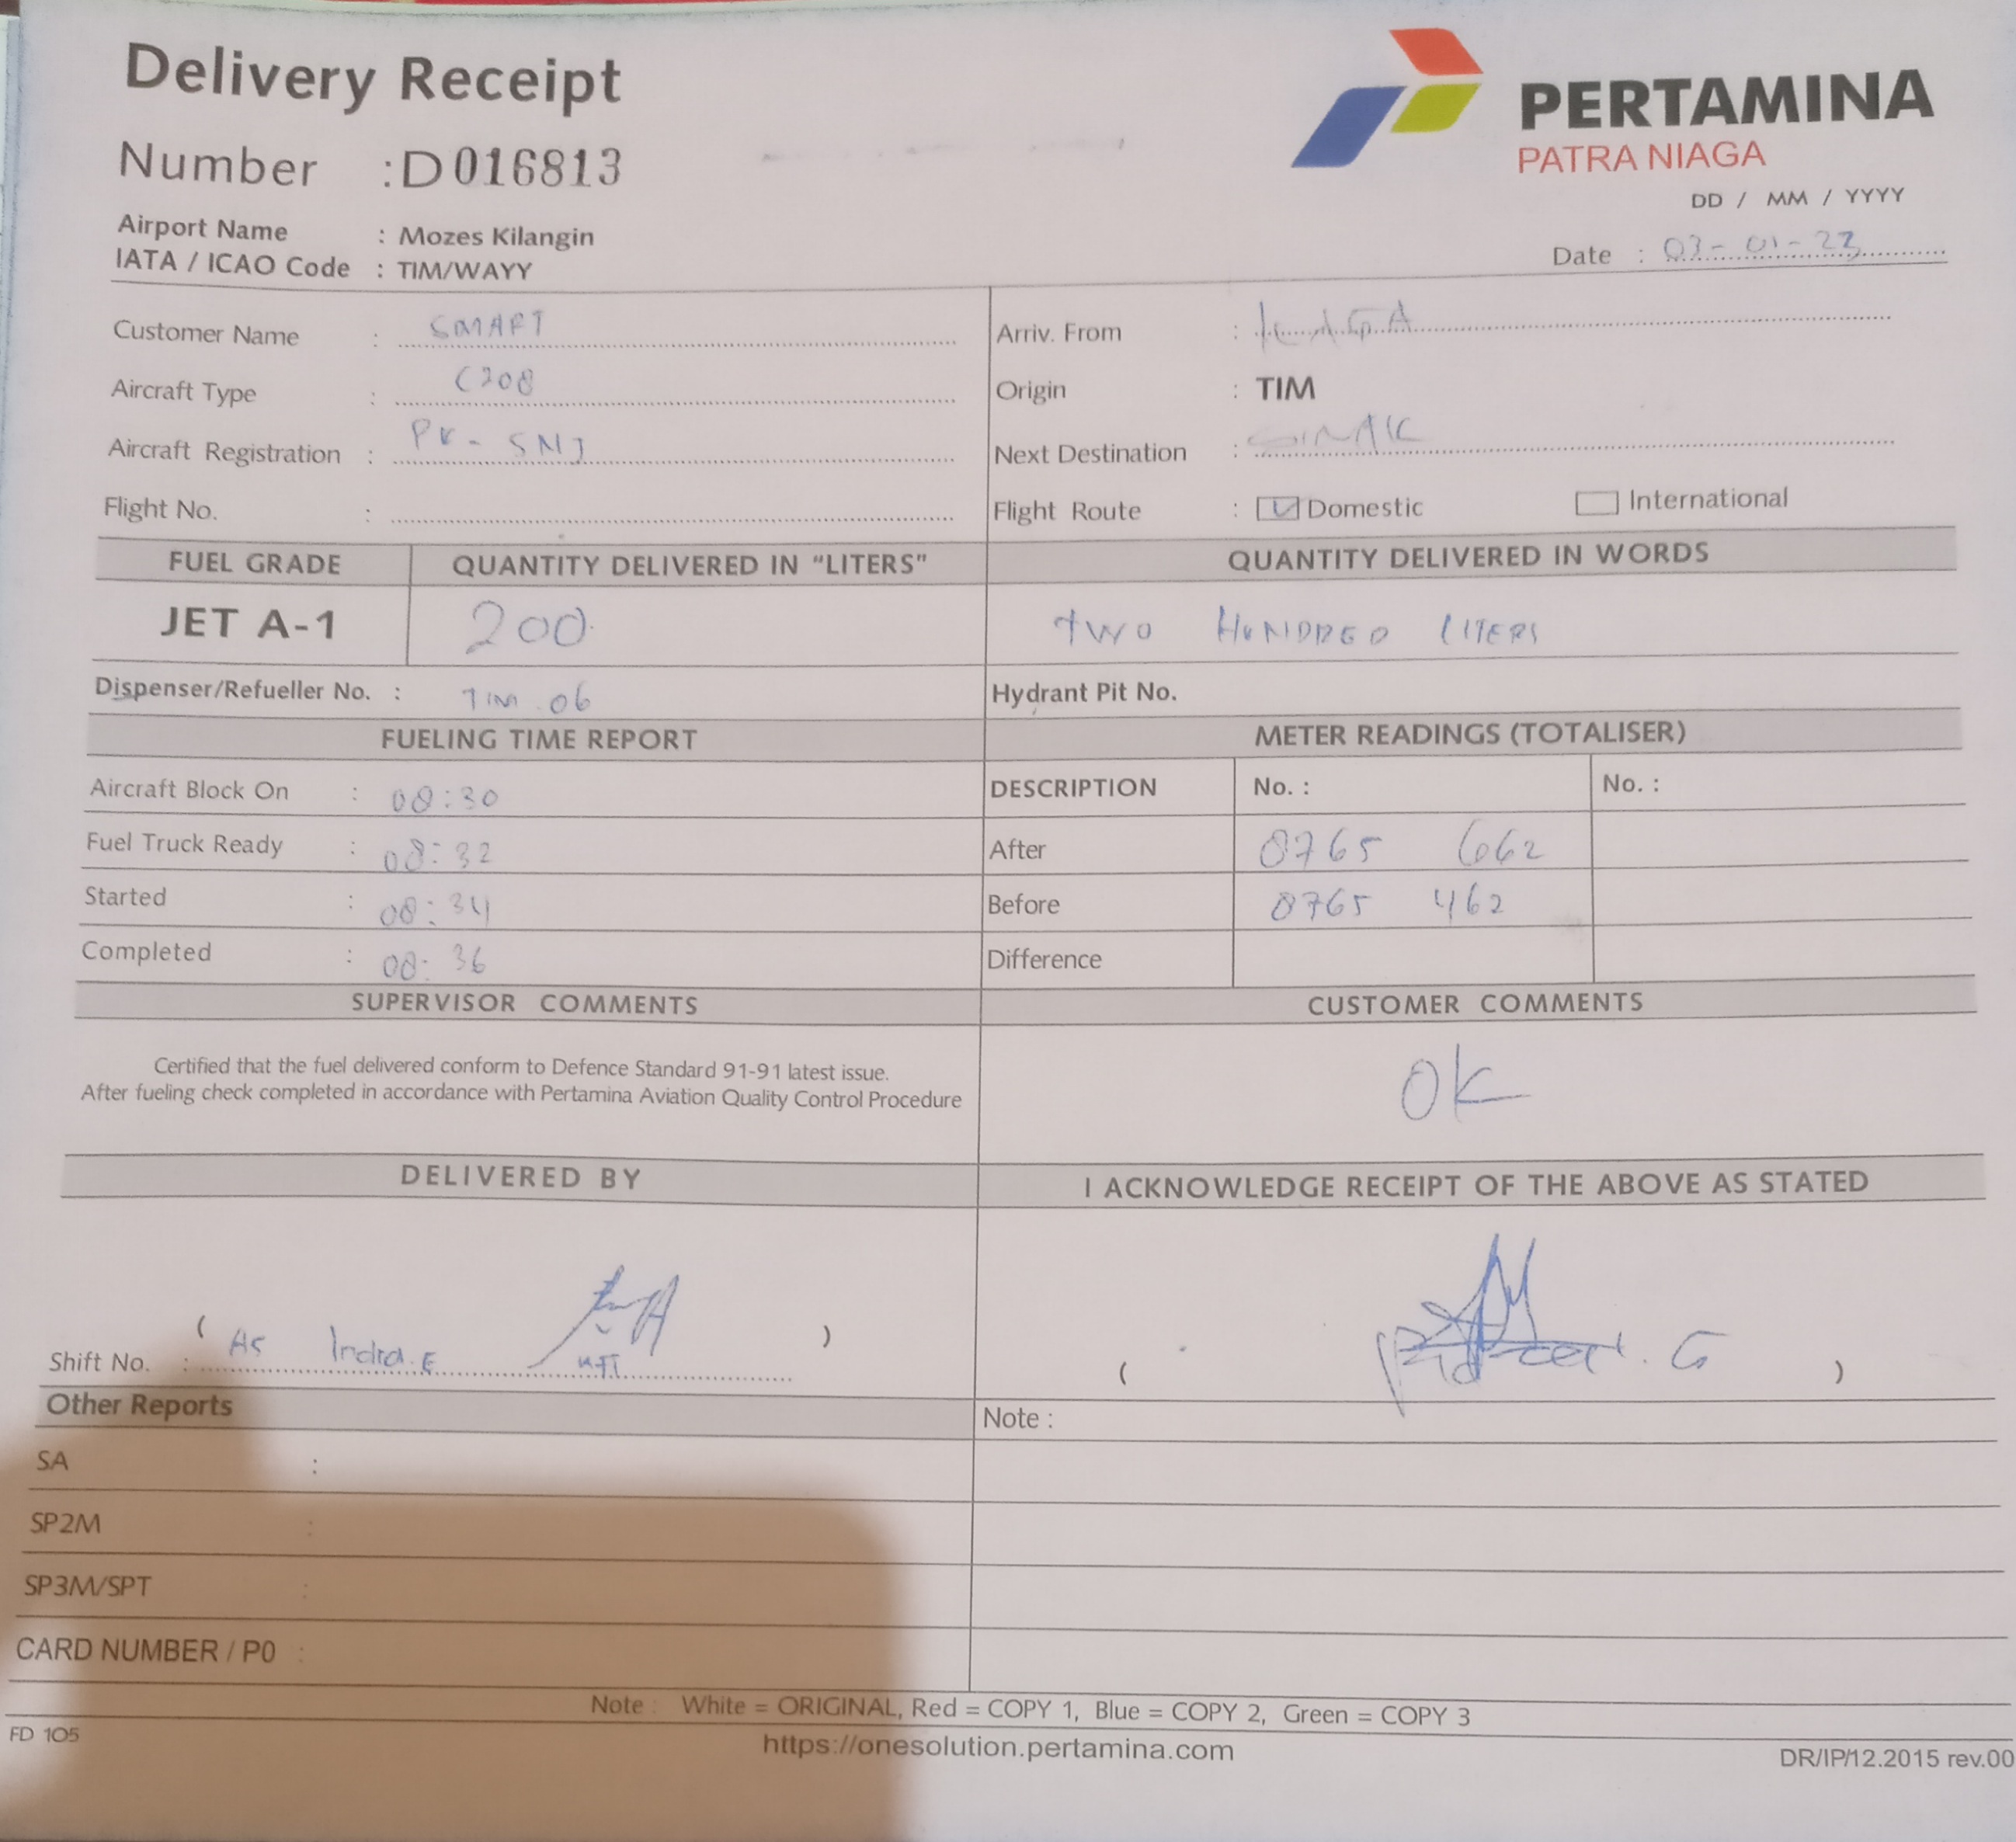 Delivery Receipt
PERTAMINA
PATRA NIAGA
Number : D 016813
DD / MM / YYYY
Airport Name : Mozes Kilangin
Date : 03-01-23
IATA / ICAO Code : TIM/WAYY
Customer Name : SMART
Arriv. From :
Aircraft Type : C208
Origin : TIM
Aircraft Registration : PK-SNJ
Next Destination : SINAK
Flight No. :
Flight Route : Domestic International
FUEL GRADE QUANTITY DELIVERED IN "LITERS" QUANTITY DELIVERED IN WORDS
JET A-1 200 TWO HUNDRED LITERS
Dispenser/Refueller No. : TIM 06 Hydrant Pit No.
FUELING TIME REPORT METER READINGS (TOTALISER)
Aircraft Block On : 08:30 DESCRIPTION No. : No. :
Fuel Truck Ready : 08:32 After 8765 662
Started : 08:34 Before 8765 462
Completed : 08:36 Difference
SUPERVISOR COMMENTS CUSTOMER COMMENTS
Certified that the fuel delivered conform to Defence Standard 91-91 latest issue.
After fueling check completed in accordance with Pertamina Aviation Quality Control Procedure
OK
DELIVERED BY I ACKNOWLEDGE RECEIPT OF THE ABOVE AS STATED
( )
Shift No. : As Indra.E
( G )
Other Reports Note :
SA :
SP2M :
SP3M/SPT :
CARD NUMBER / P0 :
Note : White = ORIGINAL, Red = COPY 1, Blue = COPY 2, Green = COPY 3
FD 105 https://onesolution.pertamina.com DR/IP/12.2015 rev.00